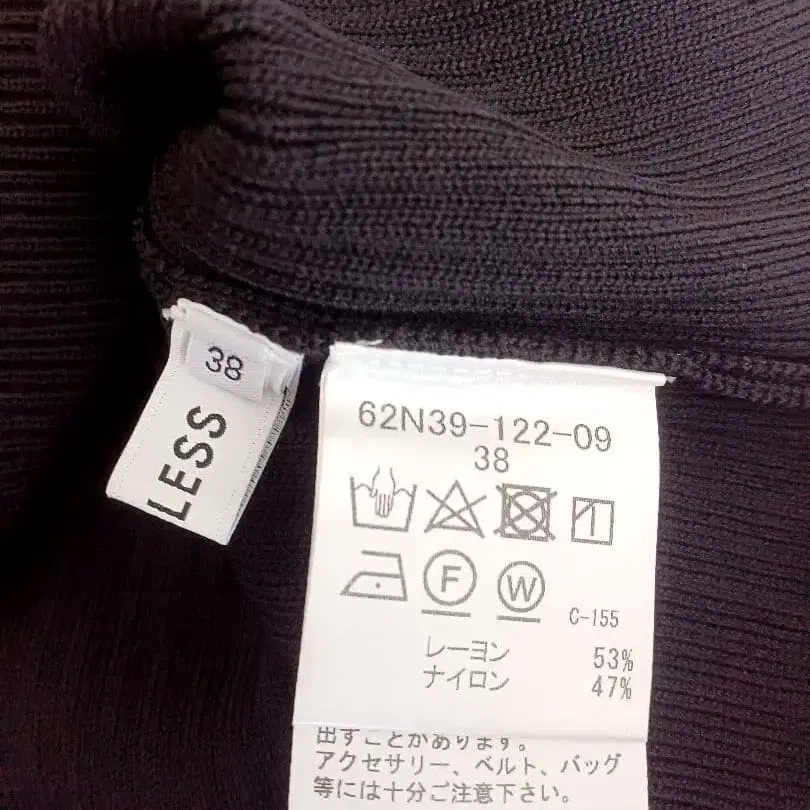 38
LESS
62N39-122-09
38
F
W
C-155
レーヨン 53%
ナイロン 47%
出すことがあります。
アクセサリー、ベルト、バッグ
等には十分ご注意下さい。